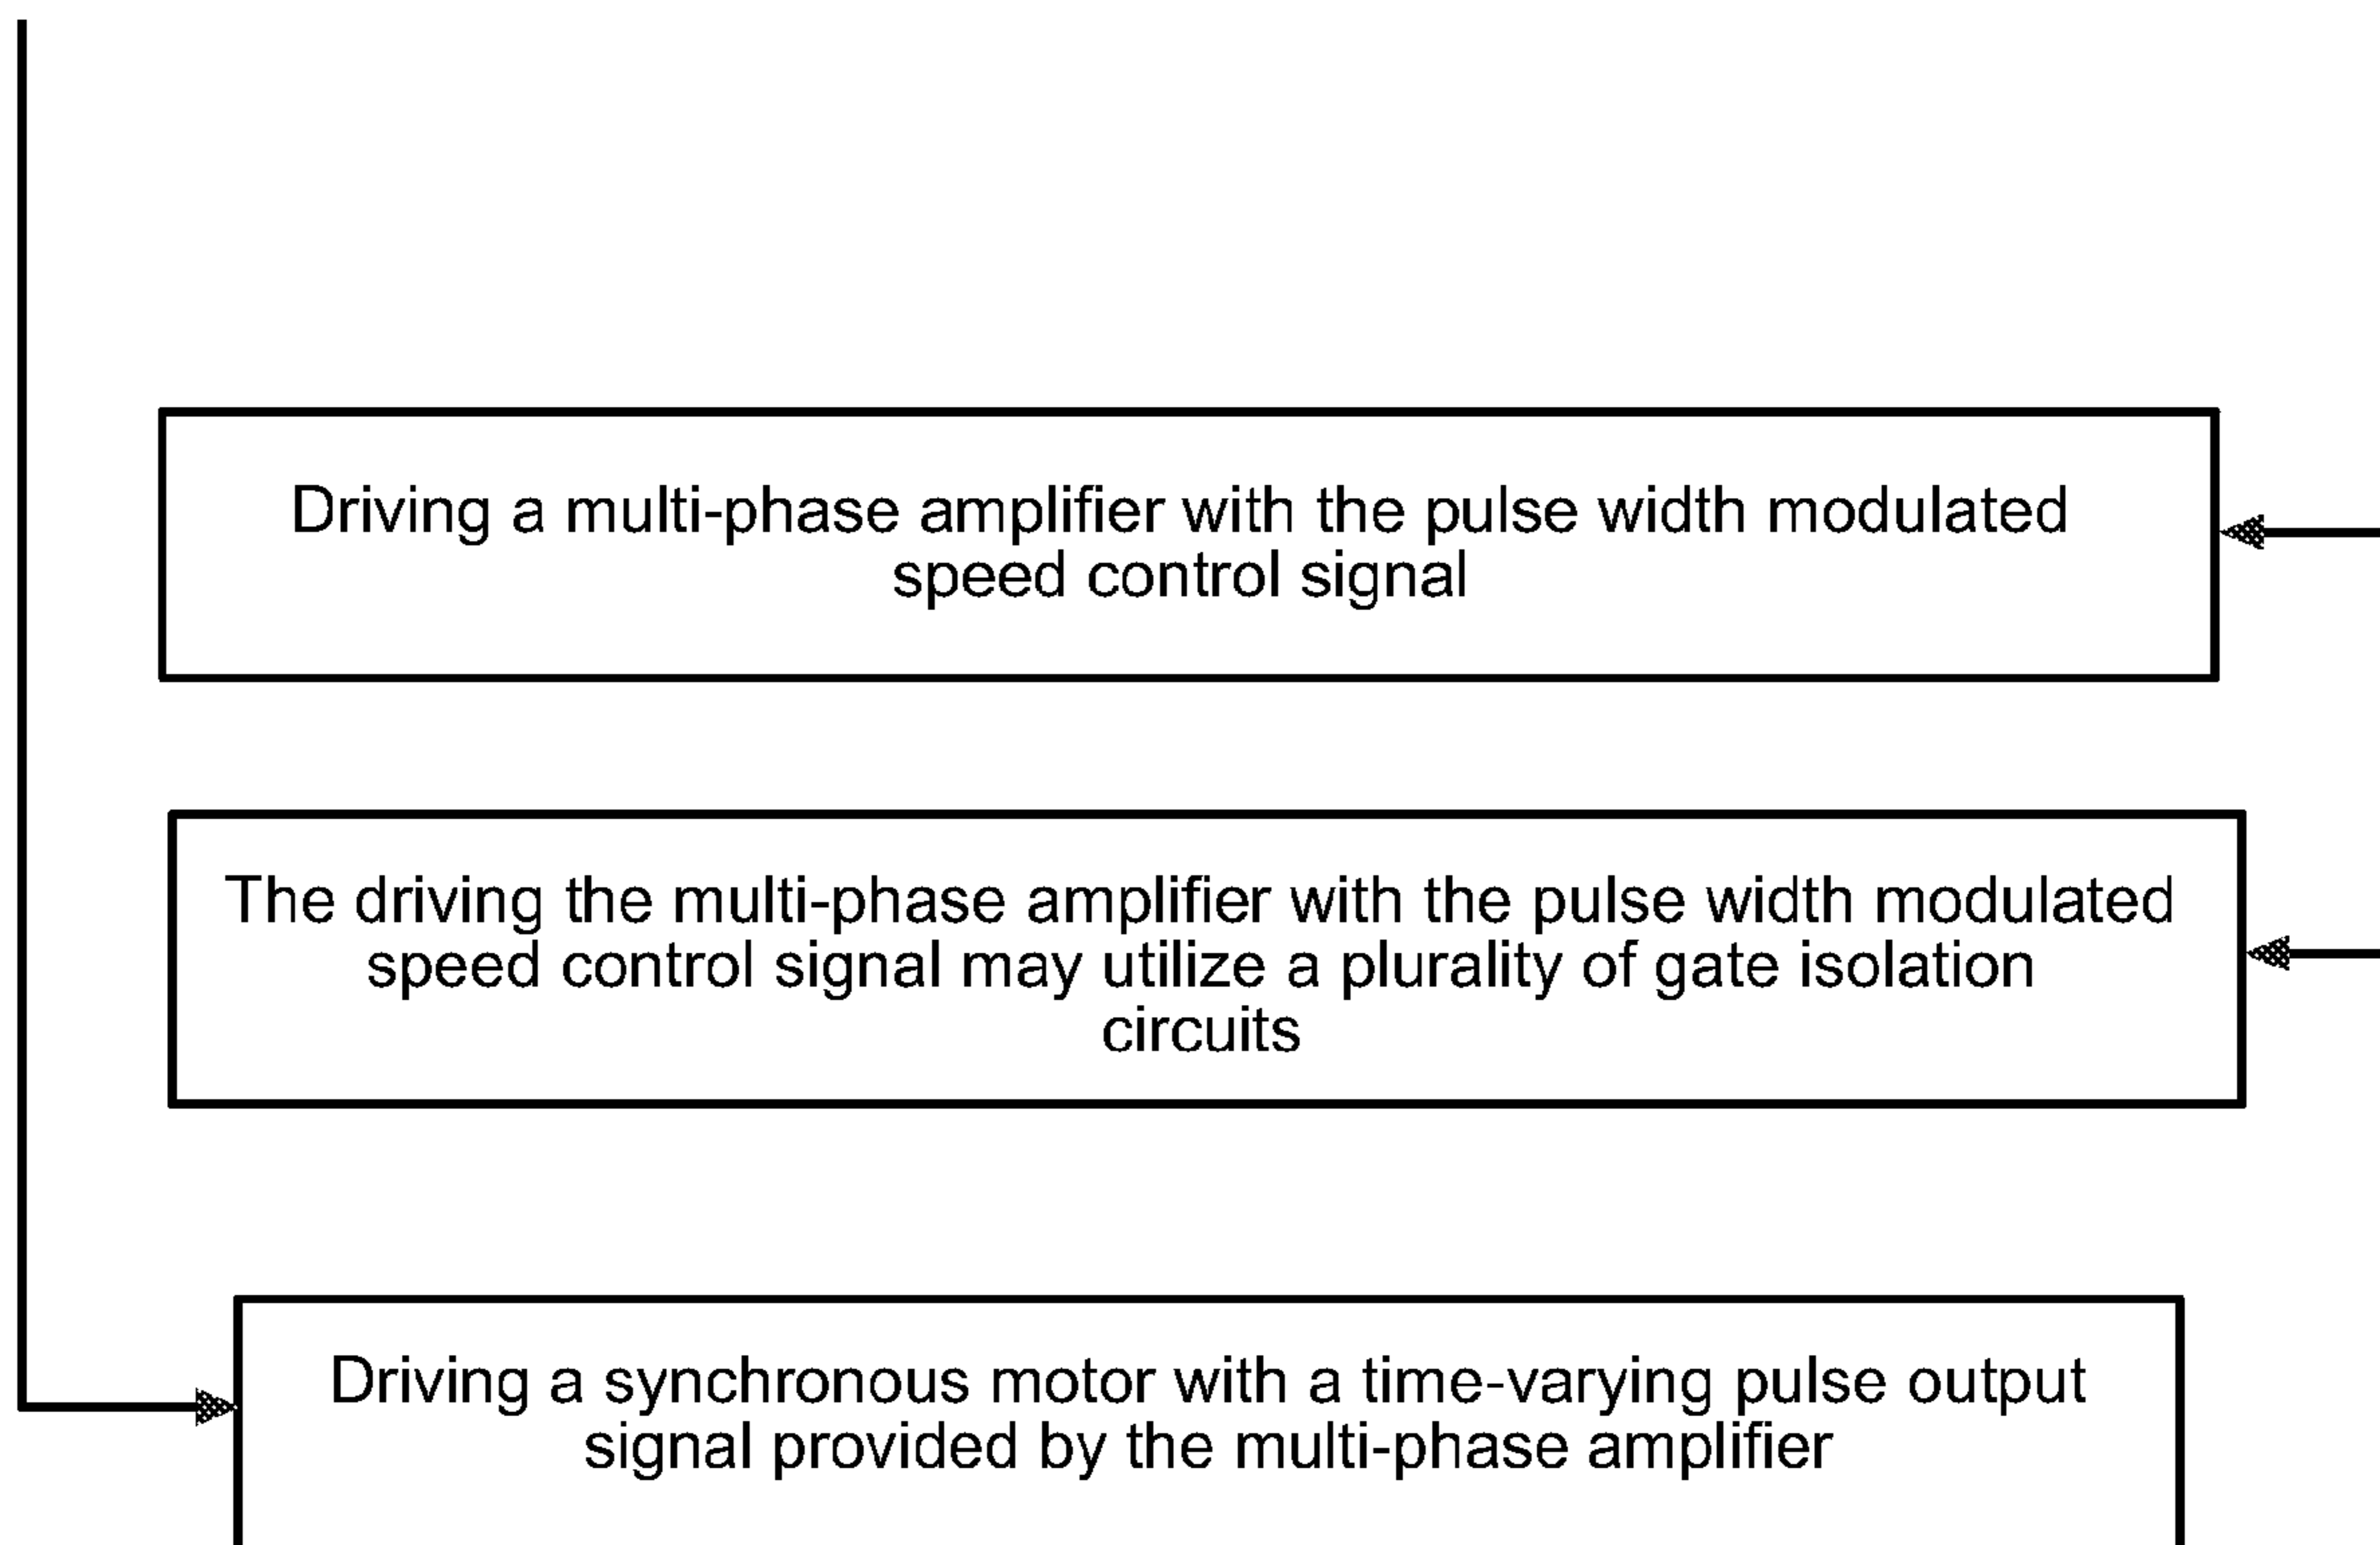 Driving a multi-phase amplifier with the pulse width modulated
speed control signal
The driving the multi-phase amplifier with the pulse width modulated
speed control signal may utilize a plurality of gate isolation
circuits
Driving a synchronous motor with a time-varying pulse output
signal provided by the multi-phase amplifier